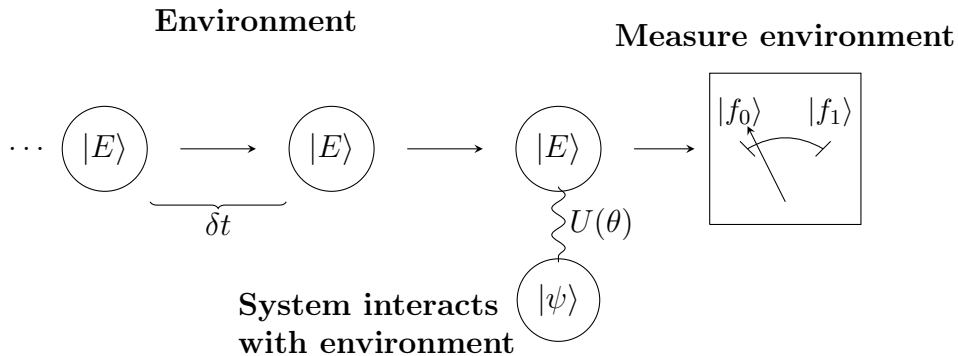 Environment
Measure environment
|f₀⟩ |f₁⟩
··· |E⟩ |E⟩ |E⟩
δt
U(θ)
|ψ⟩
System interacts
with environment